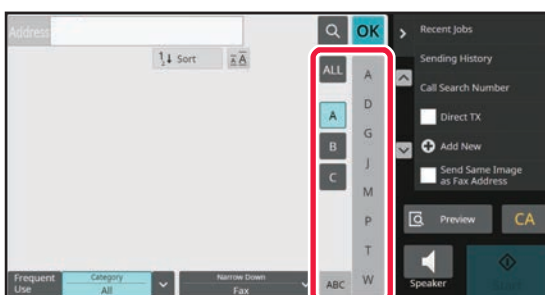 Address
OK
Sort
A A
ALL
A
B
C
ABC
A
D
G
J
M
P
T
W
Frequent
Use
Category
All
Narrow Down
Fax
Recent Jobs
Sending History
Call Search Number
Direct TX
Add New
Send Same Image
as Fax Address
Preview
CA
Speaker
Start